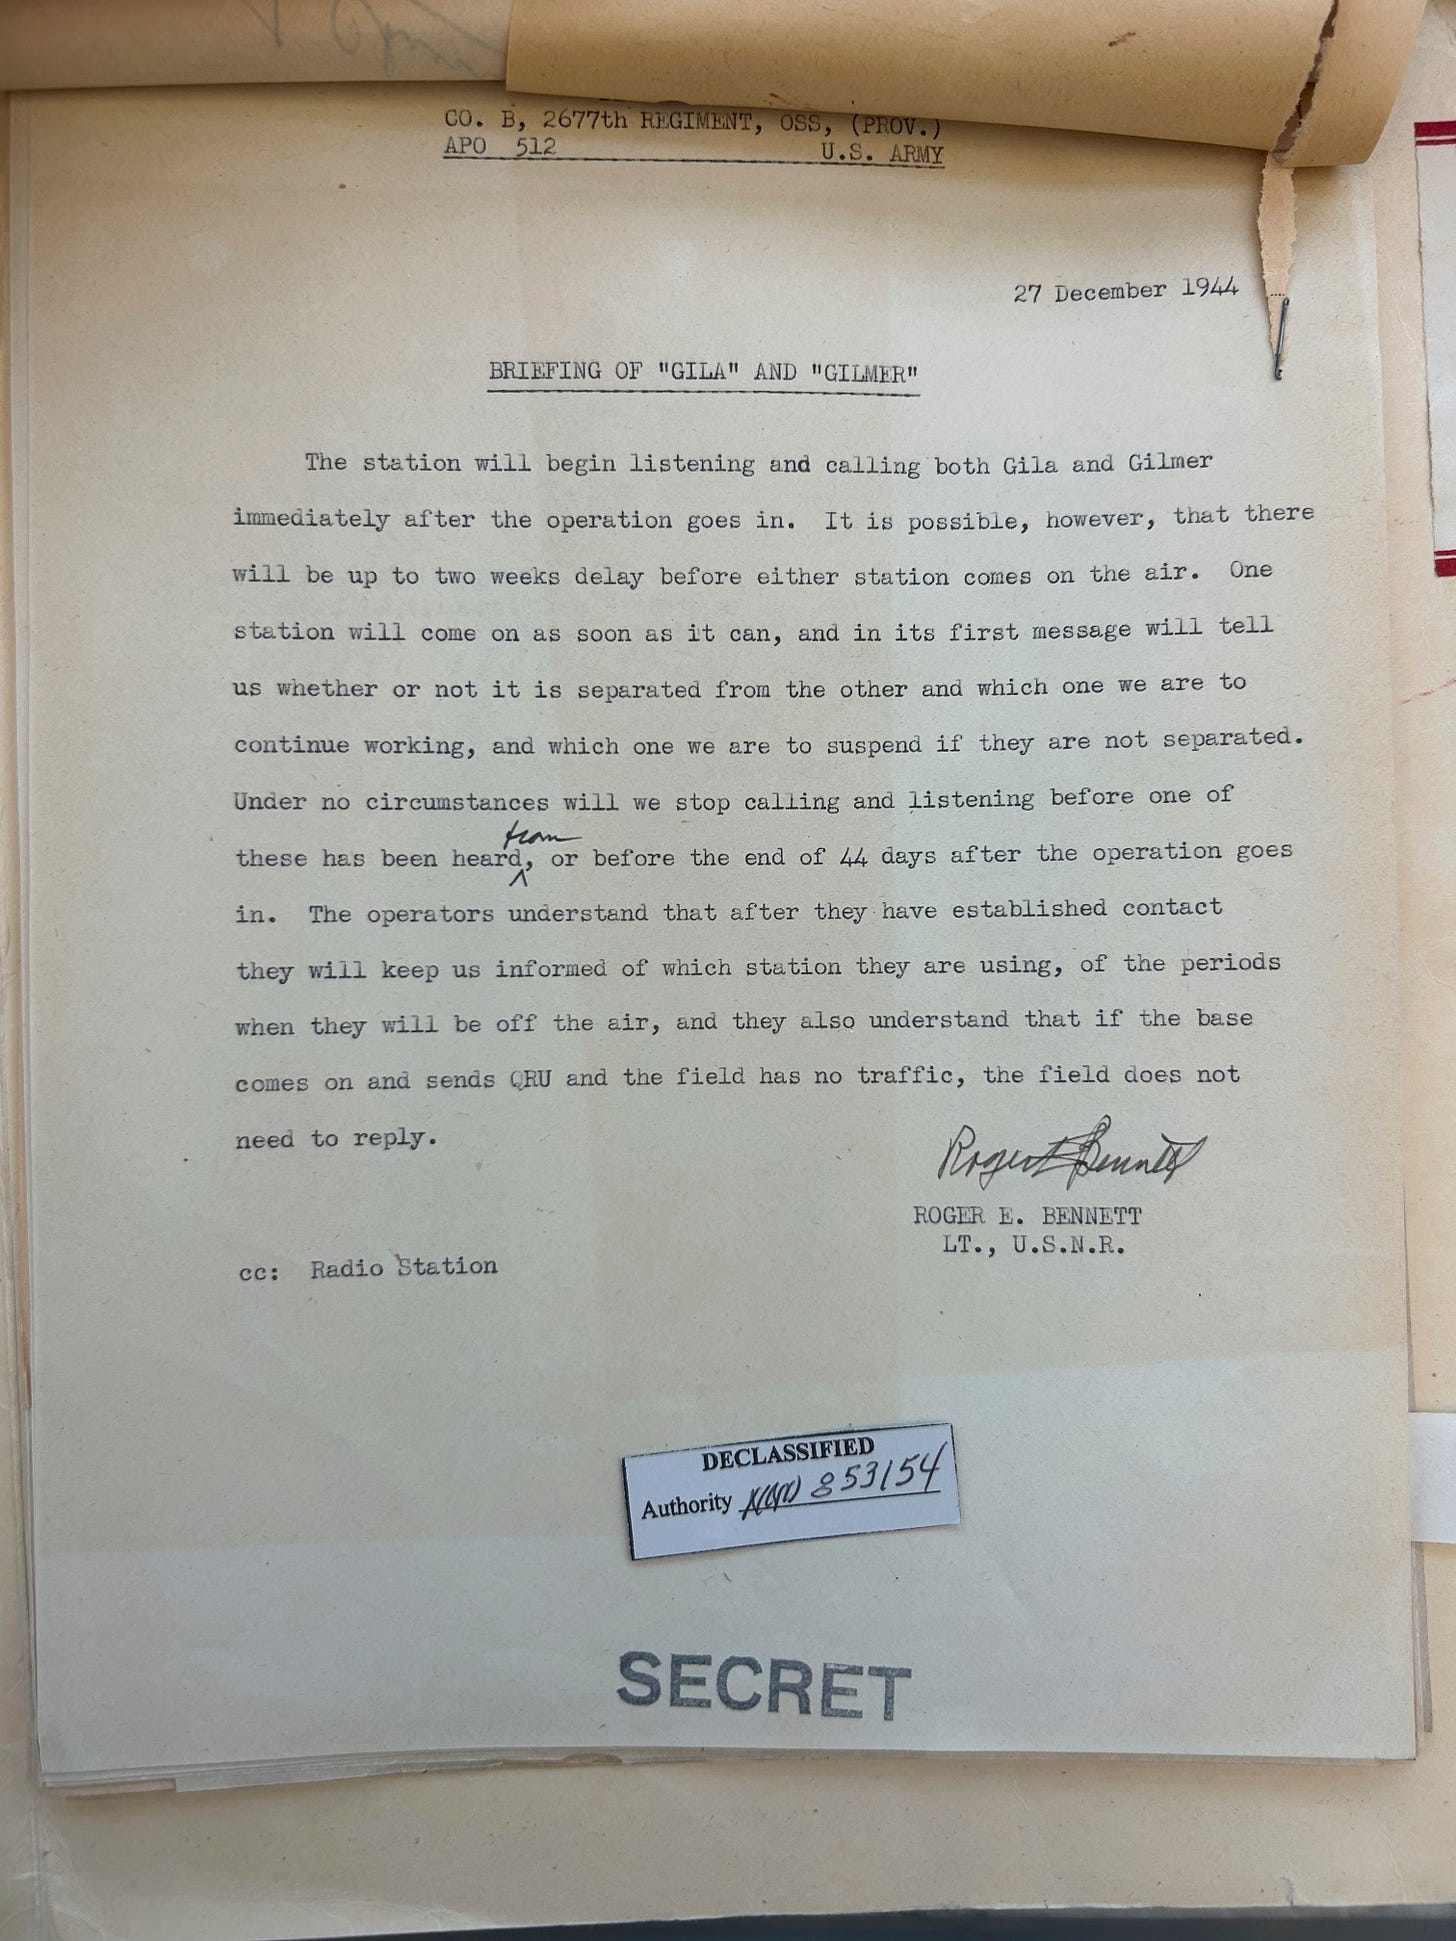 CO. B, 2677th REGIMENT, OSS, (PROV.)
APO 512 U.S. ARMY
27 December 1944
BRIEFING OF "GILA" AND "GILMER"
The station will begin listening and calling both Gila and Gilmer
immediately after the operation goes in. It is possible, however, that there
will be up to two weeks delay before either station comes on the air. One
station will come on as soon as it can, and in its first message will tell
us whether or not it is separated from the other and which one we are to
continue working, and which one we are to suspend if they are not separated.
Under no circumstances will we stop calling and listening before one of
from
these has been heard, or before the end of 44 days after the operation goes
in. The operators understand that after they have established contact
they will keep us informed of which station they are using, of the periods
when they will be off the air, and they also understand that if the base
comes on and sends QRU and the field has no traffic, the field does not
need to reply.
Roger E Bennett
ROGER E. BENNETT
LT., U.S.N.R.
cc: Radio Station
DECLASSIFIED
Authority NND 853154
SECRET